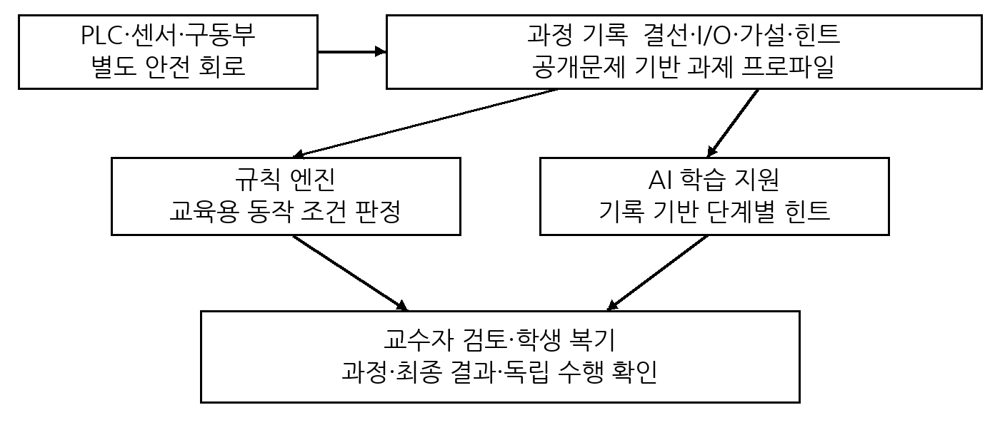 PLC·센서·구동부
별도 안전 회로
과정 기록  결선·I/O·가설·힌트
공개문제 기반 과제 프로파일
규칙 엔진
교육용 동작 조건 판정
AI 학습 지원
기록 기반 단계별 힌트
교수자 검토·학생 복기
과정·최종 결과·독립 수행 확인